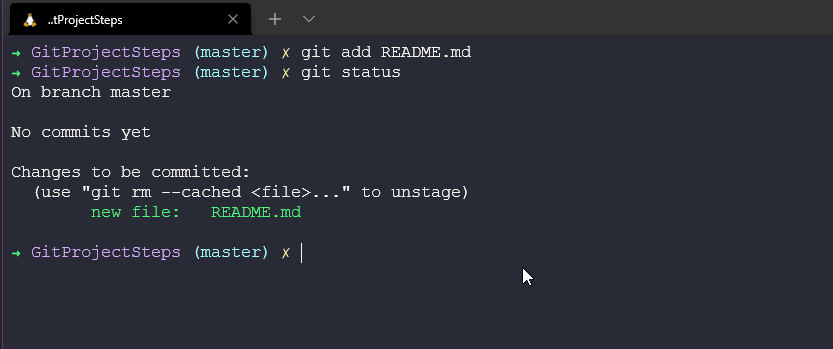 ..tProjectSteps
→ GitProjectSteps (master) ✗ git add README.md
→ GitProjectSteps (master) ✗ git status
On branch master
No commits yet
Changes to be committed:
  (use "git rm --cached <file>..." to unstage)
        new file:   README.md
→ GitProjectSteps (master) ✗